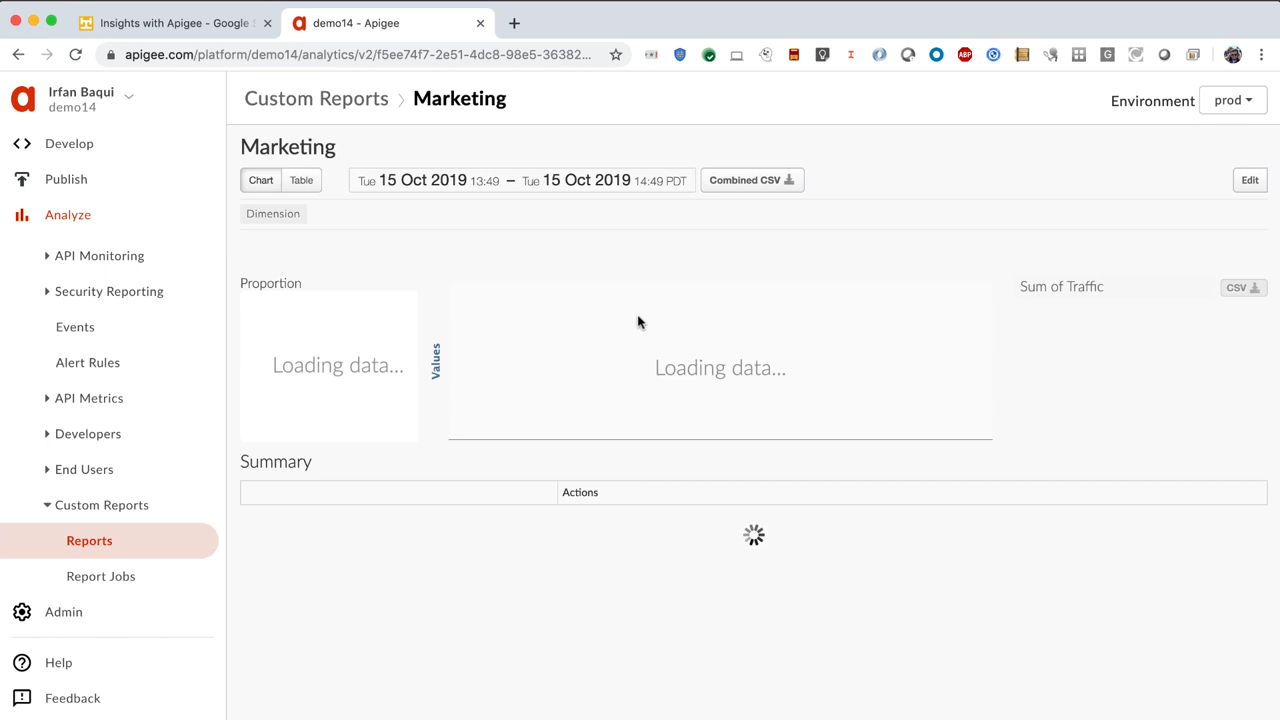 Insights with Apigee - Google
demo14 - Apigee
apigee.com/platform/demo14/analytics/v2/f5ee74f7-2e51-4dc8-98e5-36382...
ABP
G
Irfan Baqui
demo14
Develop
Publish
Analyze
API Monitoring
Security Reporting
Events
Alert Rules
API Metrics
Developers
End Users
Custom Reports
Reports
Report Jobs
Admin
Help
Feedback
Custom Reports > Marketing
Environment prod
Marketing
Chart Table Tue 15 Oct 2019 13:49 – Tue 15 Oct 2019 14:49 PDT Combined CSV Edit
Dimension
Proportion
Loading data...
Values
Loading data...
Sum of Traffic CSV
Summary
Actions